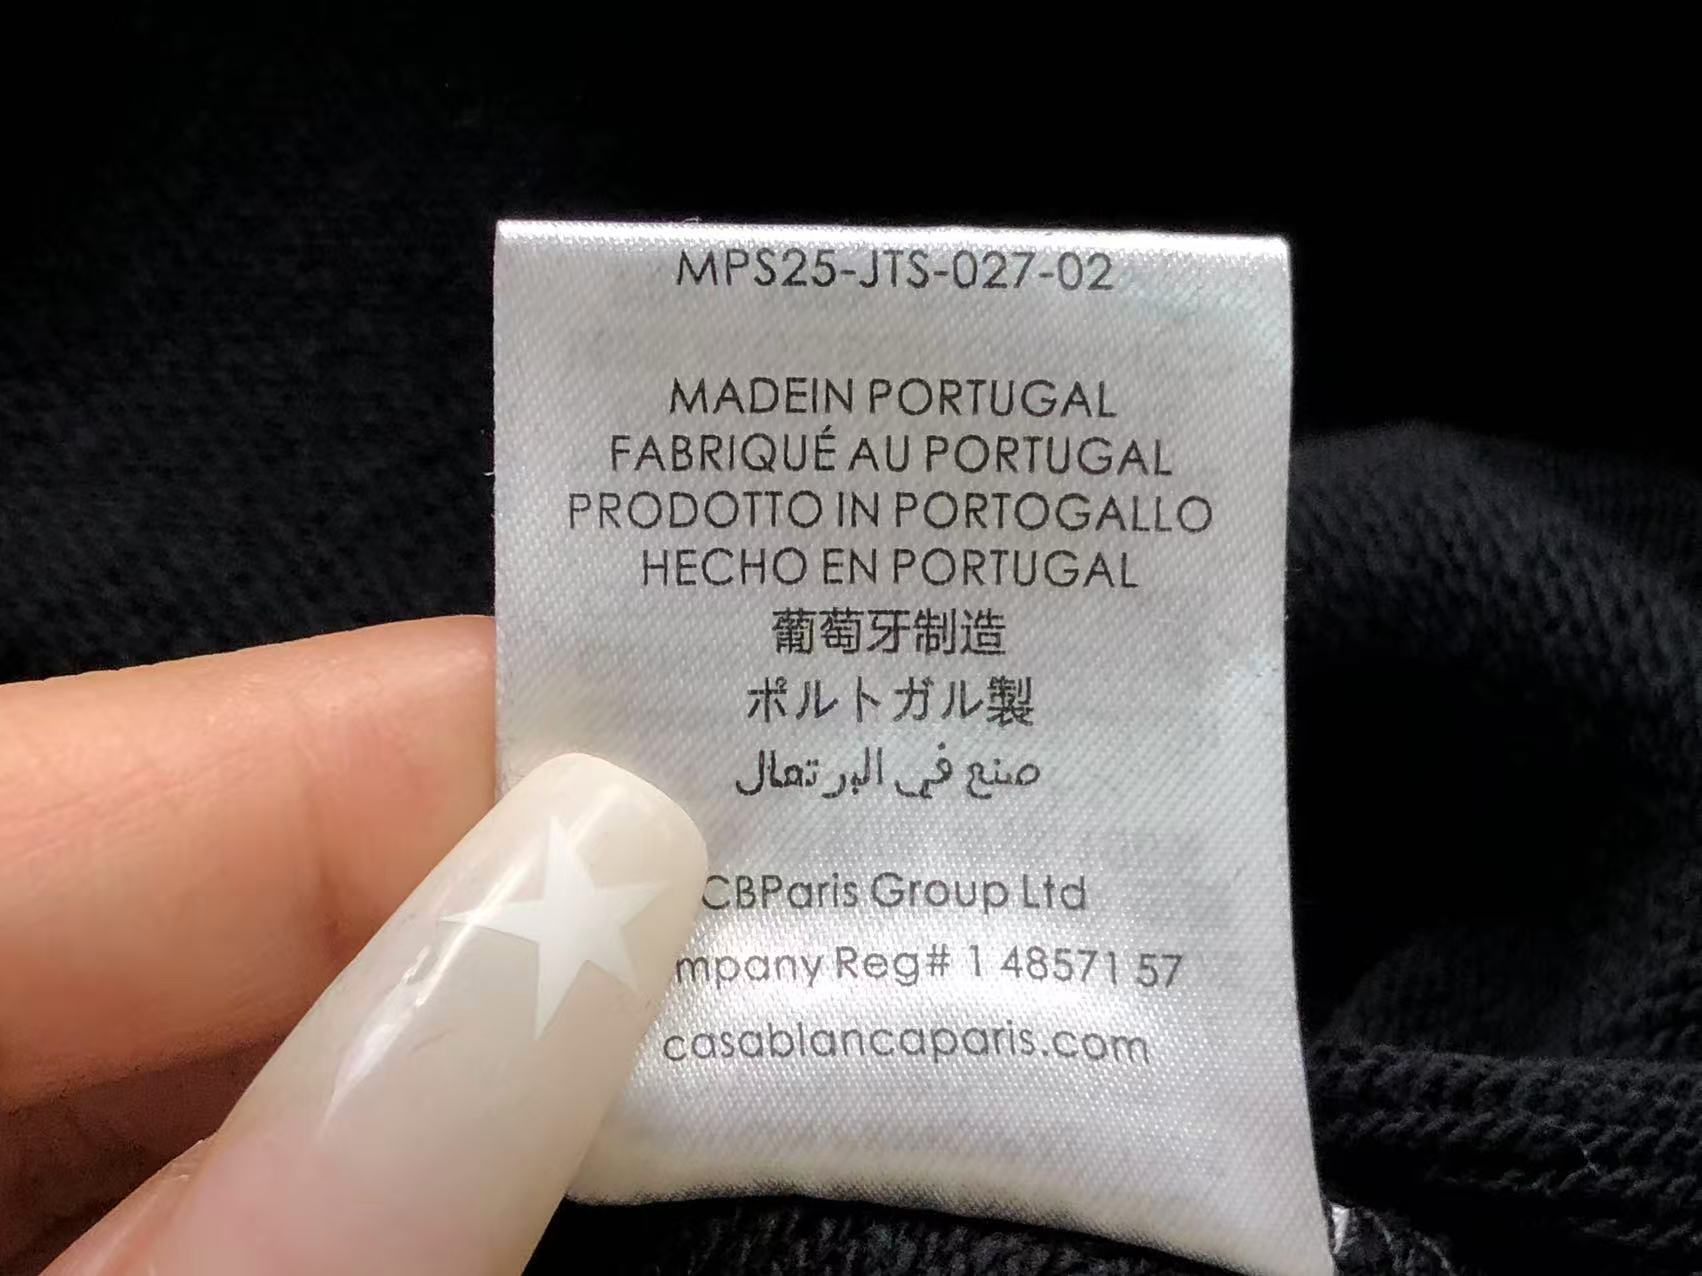 MPS25-JTS-027-02
MADEIN PORTUGAL
FABRIQUÉ AU PORTUGAL
PRODOTTO IN PORTOGALLO
HECHO EN PORTUGAL
葡萄牙制造
ポルトガル製
صنع في البرتعال
CBParis Group Ltd
mpany Reg# 1 48571 57
casablancaparis.com